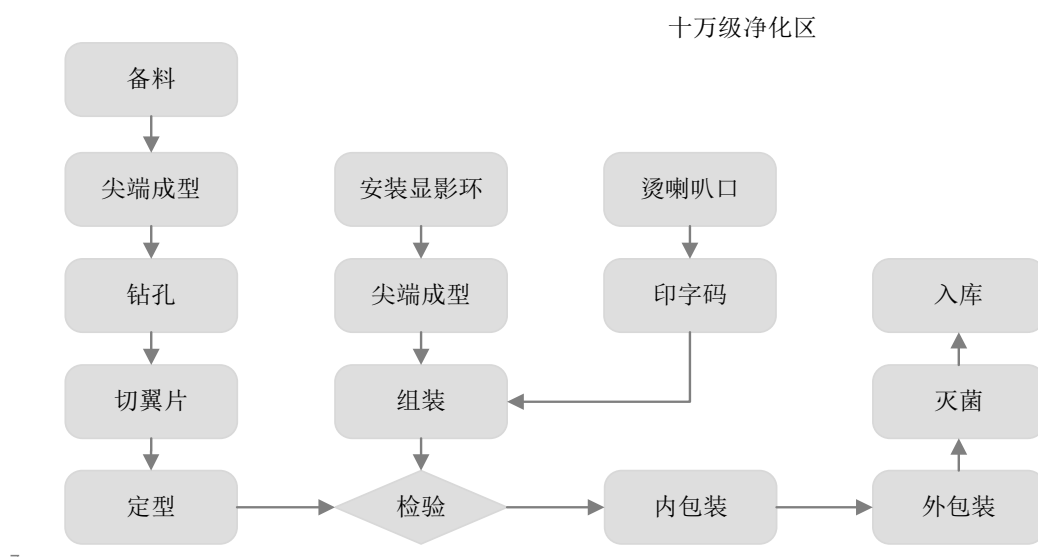 十万级净化区
备料
尖端成型
安装显影环
烫喇叭口
钻孔
尖端成型
印字码
入库
切翼片
组装
灭菌
定型
检验
内包装
外包装